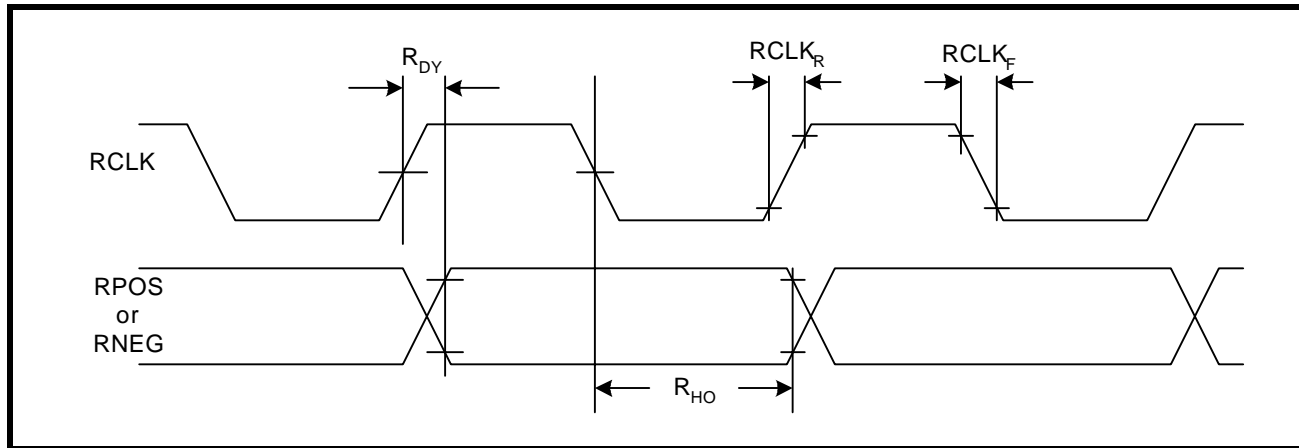 RDY
RCLKR
RCLKF
RCLK
RPOS
or
RNEG
RHO